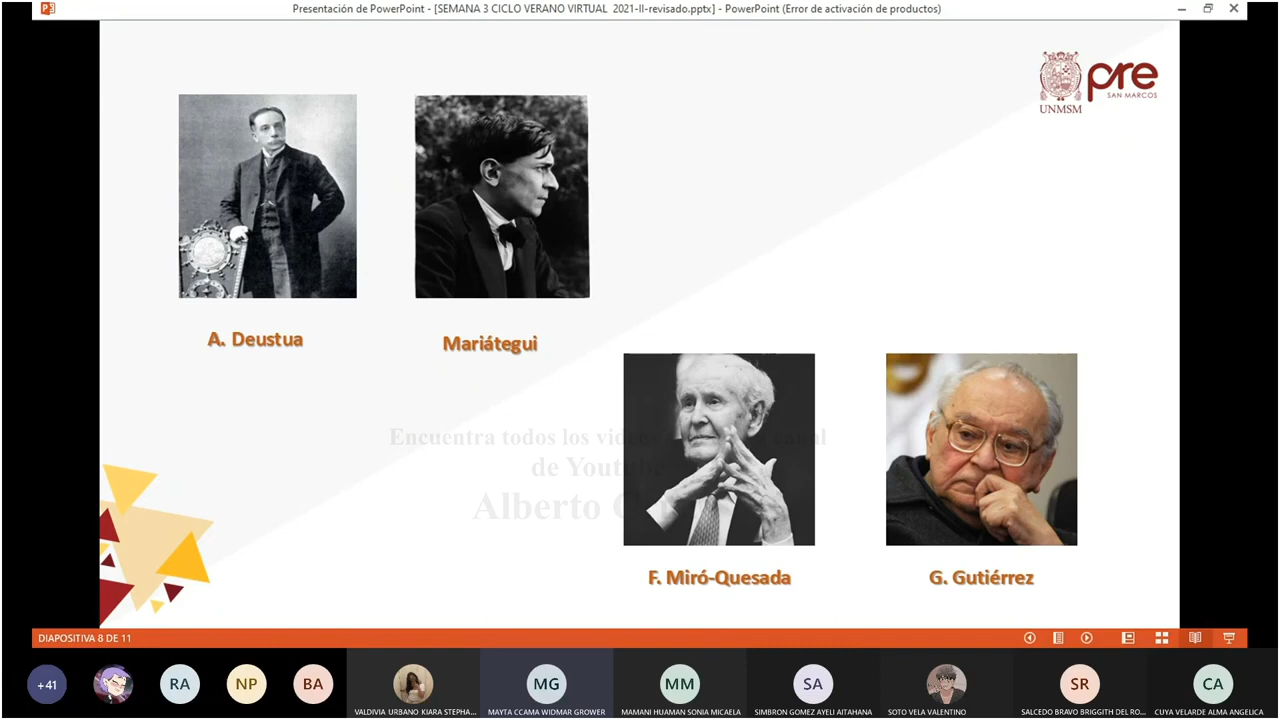 Presentación de PowerPoint - [SEMANA 3 CICLO VERANO VIRTUAL 2021-II-revisado.pptx] - PowerPoint (Error de activación de productos)
UNMSM
pre
SAN MARCOS
A. Deustua
Mariátegui
Encuentra todos los videos
de Youtube
Alberto
F. Miró-Quesada
G. Gutiérrez
DIAPOSITIVA 8 DE 11
+41
RA
NP
BA
MG
MM
SA
SR
CA
VALDIVIA URBANO KIARA STEPHA...
MAYTA CCAMA WIDMAR GROWER
MAMANI HUAMAN SONIA MICAELA
SIMBRON GOMEZ AYELI AITAHANA
SOTO VELA VALENTINO
SALCEDO BRAVO BRIGGITH DEL RO...
CUYA VELARDE ALMA ANGELICA